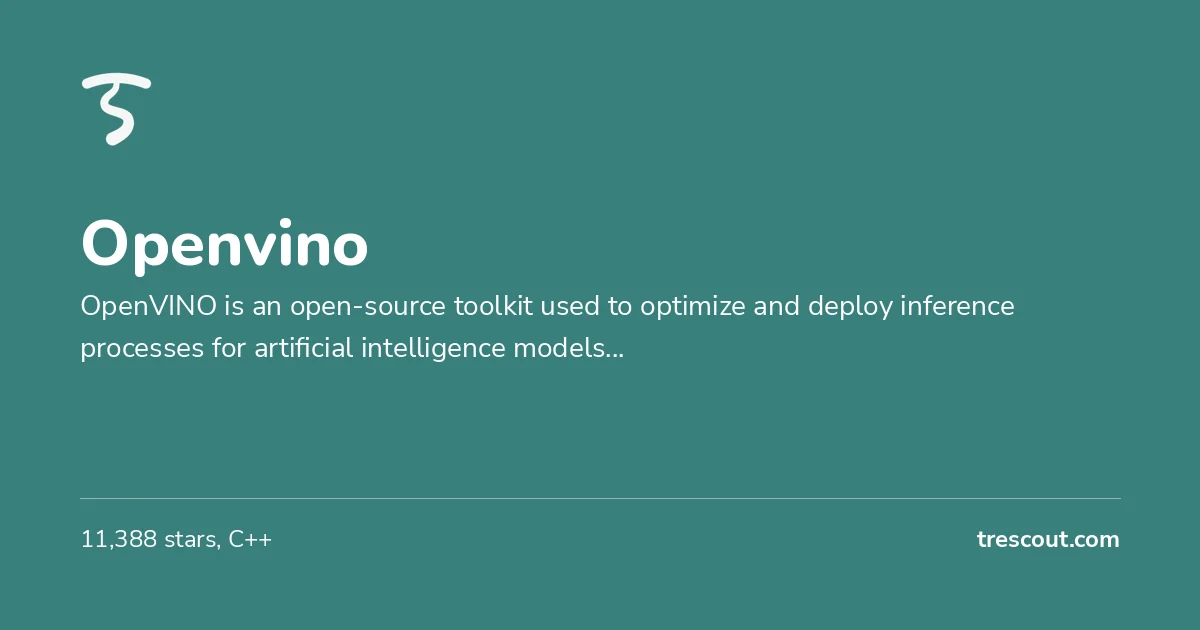 Openvino
OpenVINO is an open-source toolkit used to optimize and deploy inference
processes for artificial intelligence models...
11,388 stars, C++
trescout.com